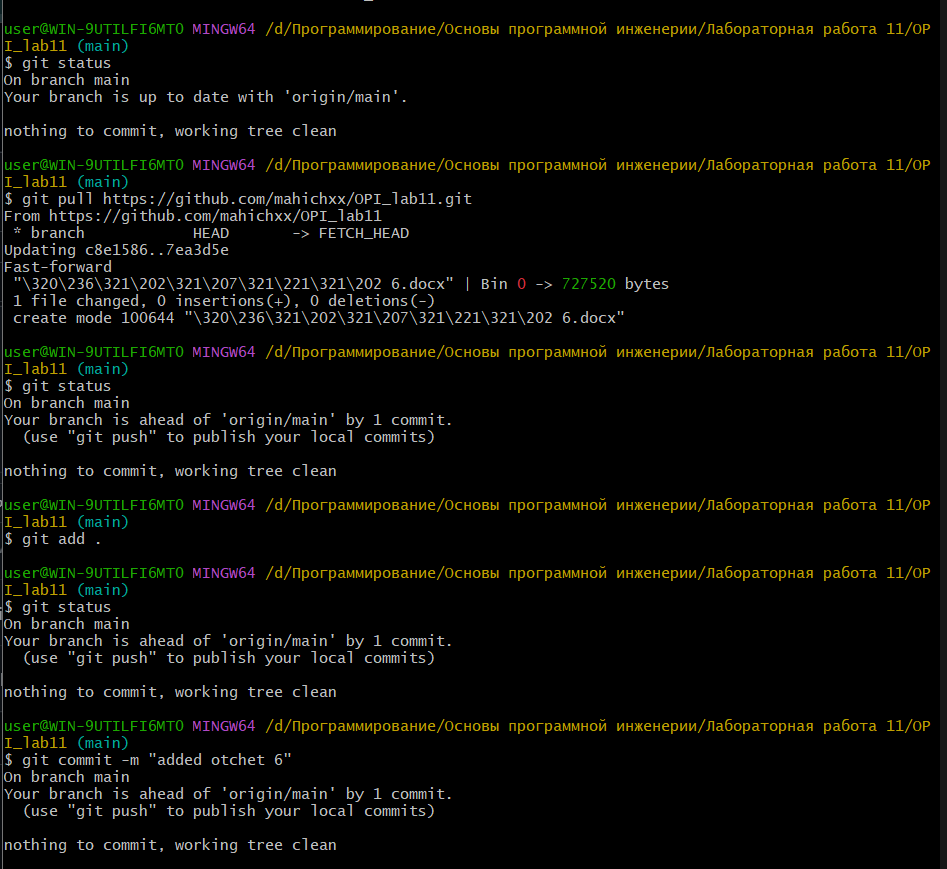 user@WIN-9UTILFI6MTO MINGW64 /d/Программирование/Основы программной инженерии/Лабораторная работа 11/OP
I_lab11 (main)
$ git status
On branch main
Your branch is up to date with 'origin/main'.
nothing to commit, working tree clean
user@WIN-9UTILFI6MTO MINGW64 /d/Программирование/Основы программной инженерии/Лабораторная работа 11/OP
I_lab11 (main)
$ git pull https://github.com/mahichxx/OPI_lab11.git
From https://github.com/mahichxx/OPI_lab11
 * branch            HEAD       -> FETCH_HEAD
Updating c8e1586..7ea3d5e
Fast-forward
 "\320\236\321\202\321\207\321\221\321\202 6.docx" | Bin 0 -> 727520 bytes
 1 file changed, 0 insertions(+), 0 deletions(-)
 create mode 100644 "\320\236\321\202\321\207\321\221\321\202 6.docx"
user@WIN-9UTILFI6MTO MINGW64 /d/Программирование/Основы программной инженерии/Лабораторная работа 11/OP
I_lab11 (main)
$ git status
On branch main
Your branch is ahead of 'origin/main' by 1 commit.
  (use "git push" to publish your local commits)
nothing to commit, working tree clean
user@WIN-9UTILFI6MTO MINGW64 /d/Программирование/Основы программной инженерии/Лабораторная работа 11/OP
I_lab11 (main)
$ git add .
user@WIN-9UTILFI6MTO MINGW64 /d/Программирование/Основы программной инженерии/Лабораторная работа 11/OP
I_lab11 (main)
$ git status
On branch main
Your branch is ahead of 'origin/main' by 1 commit.
  (use "git push" to publish your local commits)
nothing to commit, working tree clean
user@WIN-9UTILFI6MTO MINGW64 /d/Программирование/Основы программной инженерии/Лабораторная работа 11/OP
I_lab11 (main)
$ git commit -m "added otchet 6"
On branch main
Your branch is ahead of 'origin/main' by 1 commit.
  (use "git push" to publish your local commits)
nothing to commit, working tree clean